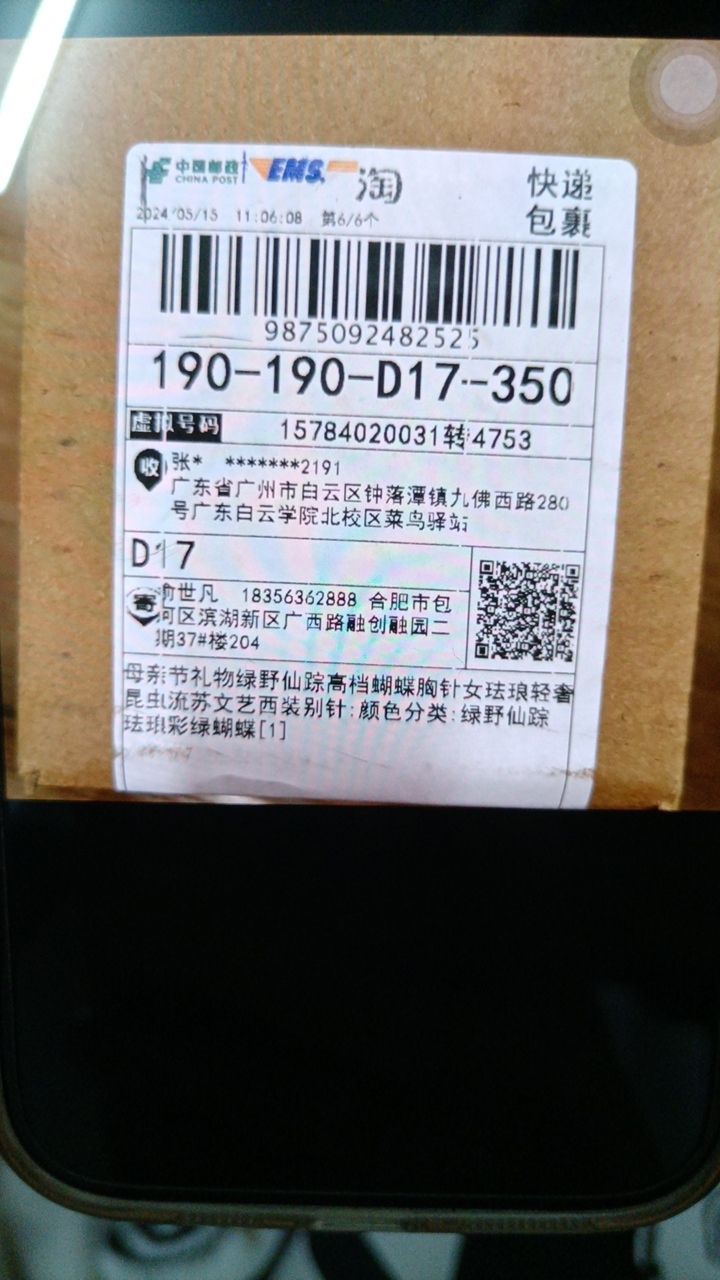 中国邮政 CHINA POST EMS 淘 快递
包裹
2024/05/15 11:06:08 第6/6个
9875092482525
190-190-D17-350
虚拟号码 15784020031转4753
收 张* *******2191
广东省广州市白云区钟落潭镇九佛西路280
号广东白云学院北校区菜鸟驿站
D17
寄 俞世凡 18356362888 合肥市包
河区滨湖新区广西路融创融园二
期37#楼204
母亲节礼物绿野仙踪高档蝴蝶胸针女珐琅轻奢
昆虫流苏文艺西装别针:颜色分类:绿野仙踪
珐琅彩绿蝴蝶[1]